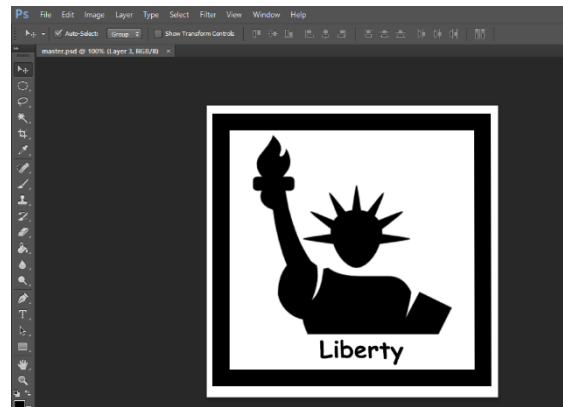 Ps File Edit Image Layer Type Select Filter View Window Help
Auto-Select: Group Show Transform Controls
master.psd @ 100% (Layer 3, RGB/8) ×
Liberty